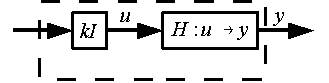 kI u H : u → y y